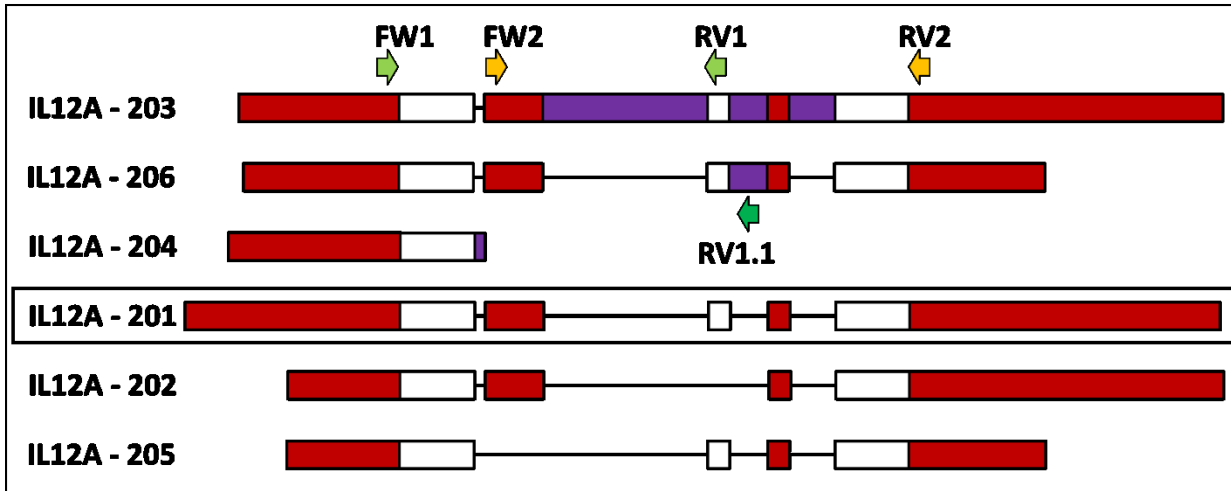 FW1 FW2 RV1 RV2
IL12A - 203
IL12A - 206
RV1.1
IL12A - 204
IL12A - 201
IL12A - 202
IL12A - 205